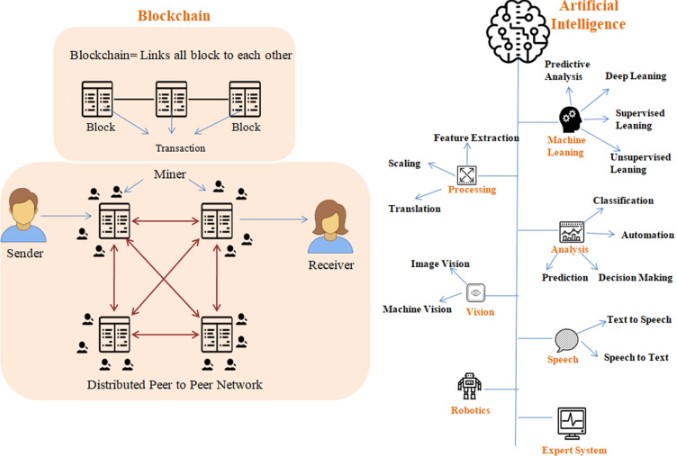 Blockchain
Blockchain= Links all block to each other
Block
Block
Transaction
Miner
Sender
Receiver
Distributed Peer to Peer Network
Artificial
Intelligence
Predictive
Analysis
Deep Leaning
Supervised
Leaning
Machine
Leaning
Unsupervised
Leaning
Feature Extraction
Scaling
Processing
Translation
Classification
Automation
Analysis
Prediction
Decision Making
Image Vision
Machine Vision
Vision
Text to Speech
Speech
Speech to Text
Robotics
Expert System